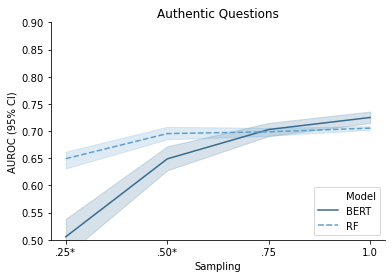 Authentic Questions
AUROC (95% CI)
0.90
0.85
0.80
0.75
0.70
0.65
0.60
0.55
0.50
.25*
.50*
.75
1.0
Sampling
Model
BERT
RF